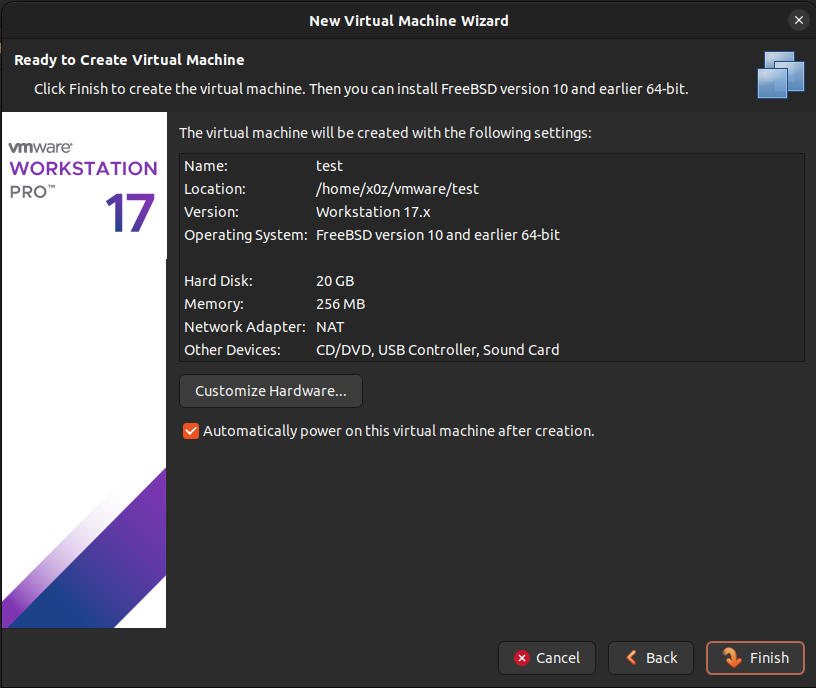 New Virtual Machine Wizard
Ready to Create Virtual Machine
Click Finish to create the virtual machine. Then you can install FreeBSD version 10 and earlier 64-bit.
vmware®
WORKSTATION
PRO™
17
The virtual machine will be created with the following settings:
Name: test
Location: /home/x0z/vmware/test
Version: Workstation 17.x
Operating System: FreeBSD version 10 and earlier 64-bit
Hard Disk: 20 GB
Memory: 256 MB
Network Adapter: NAT
Other Devices: CD/DVD, USB Controller, Sound Card
Customize Hardware...
Automatically power on this virtual machine after creation.
Cancel Back Finish